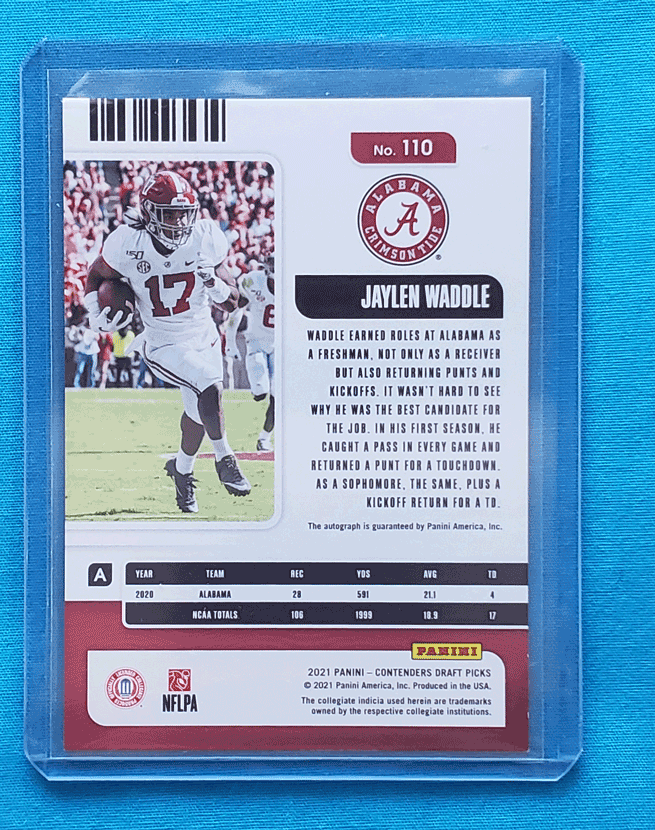 No. 110
ALABAMA
A
CRIMSON TIDE
®
150
SEC
17
JAYLEN WADDLE
WADDLE EARNED ROLES AT ALABAMA AS
A FRESHMAN, NOT ONLY AS A RECEIVER
BUT ALSO RETURNING PUNTS AND
KICKOFFS. IT WASN'T HARD TO SEE
WHY HE WAS THE BEST CANDIDATE FOR
THE JOB. IN HIS FIRST SEASON, HE
CAUGHT A PASS IN EVERY GAME AND
RETURNED A PUNT FOR A TOUCHDOWN.
AS A SOPHOMORE, THE SAME, PLUS A
KICKOFF RETURN FOR A TD.
The autograph is guaranteed by Panini America, Inc.
A
YEAR TEAM REC YDS AVG TD
2020 ALABAMA 28 591 21.1 4
NCAA TOTALS 106 1999 18.9 17
PANINI
2021 PANINI – CONTENDERS DRAFT PICKS
© 2021 Panini America, Inc. Produced in the USA.
The collegiate indicia used herein are trademarks
owned by the respective collegiate institutions.
NFLPA